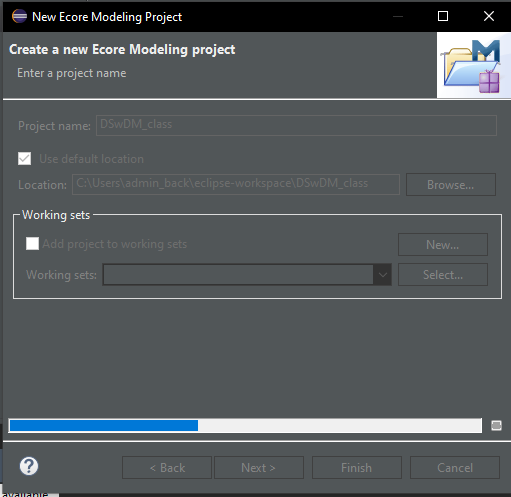 New Ecore Modeling Project
Create a new Ecore Modeling project
Enter a project name
Project name: DSwDM_class
Use default location
Location: C:\Users\admin_back\eclipse-workspace\DSwDM_class Browse...
Working sets
Add project to working sets New...
Working sets: Select...
? < Back Next > Finish Cancel
available